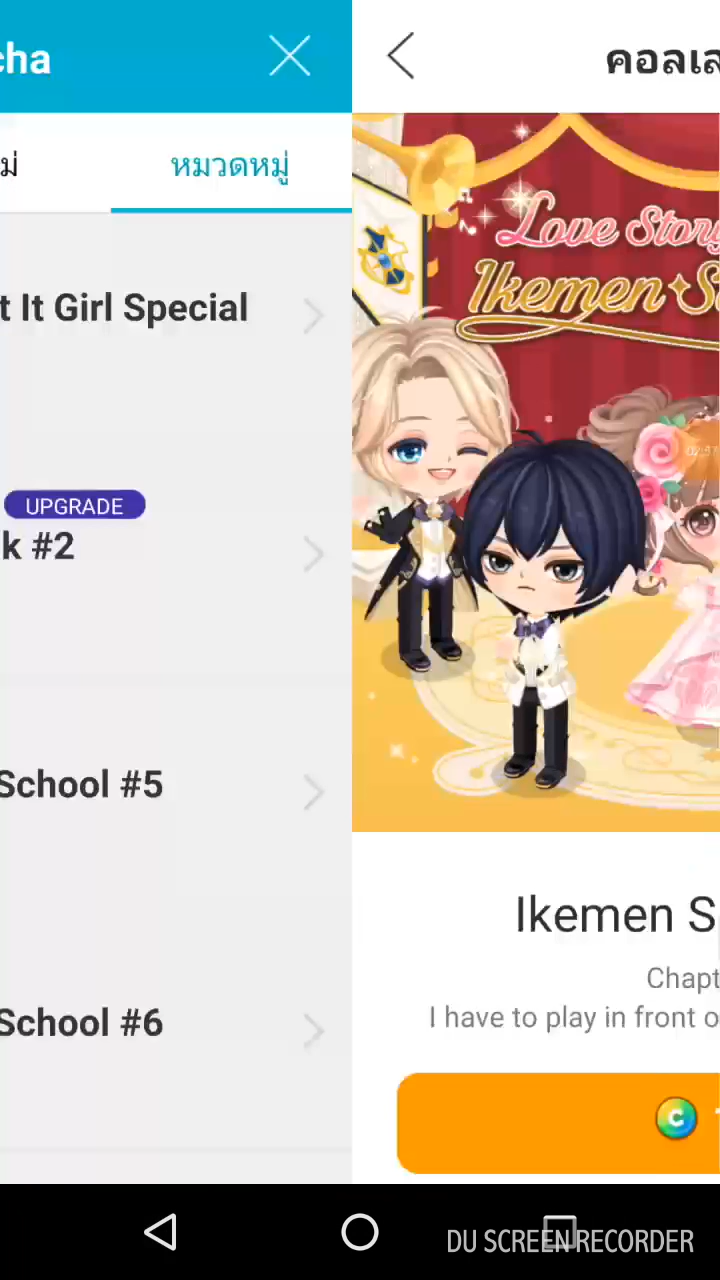 cha
คอลเล
ม่
หมวดหมู่
Love Story
Ikemen S
t It Girl Special
UPGRADE
k #2
School #5
School #6
Ikemen S
Chapt
I have to play in front o
C
DU SCREEN RECORDER